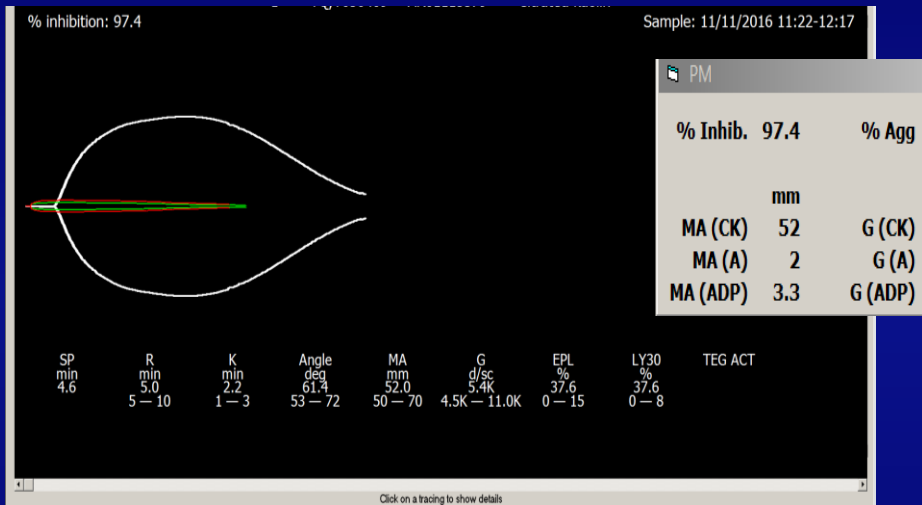 % inhibition: 97.4
Sample: 11/11/2016 11:22-12:17
PM
% Inhib. 97.4 % Agg
mm
MA (CK) 52 G (CK)
MA (A) 2 G (A)
MA (ADP) 3.3 G (ADP)
SP R K Angle MA G EPL LY30 TEG ACT
min min min deg mm d/sc % %
4.6 5.0 2.2 61.4 52.0 5.4K 37.6 37.6
5 — 10 1 — 3 53 — 72 50 — 70 4.5K — 11.0K 0 — 15 0 — 8
Click on a tracing to show details